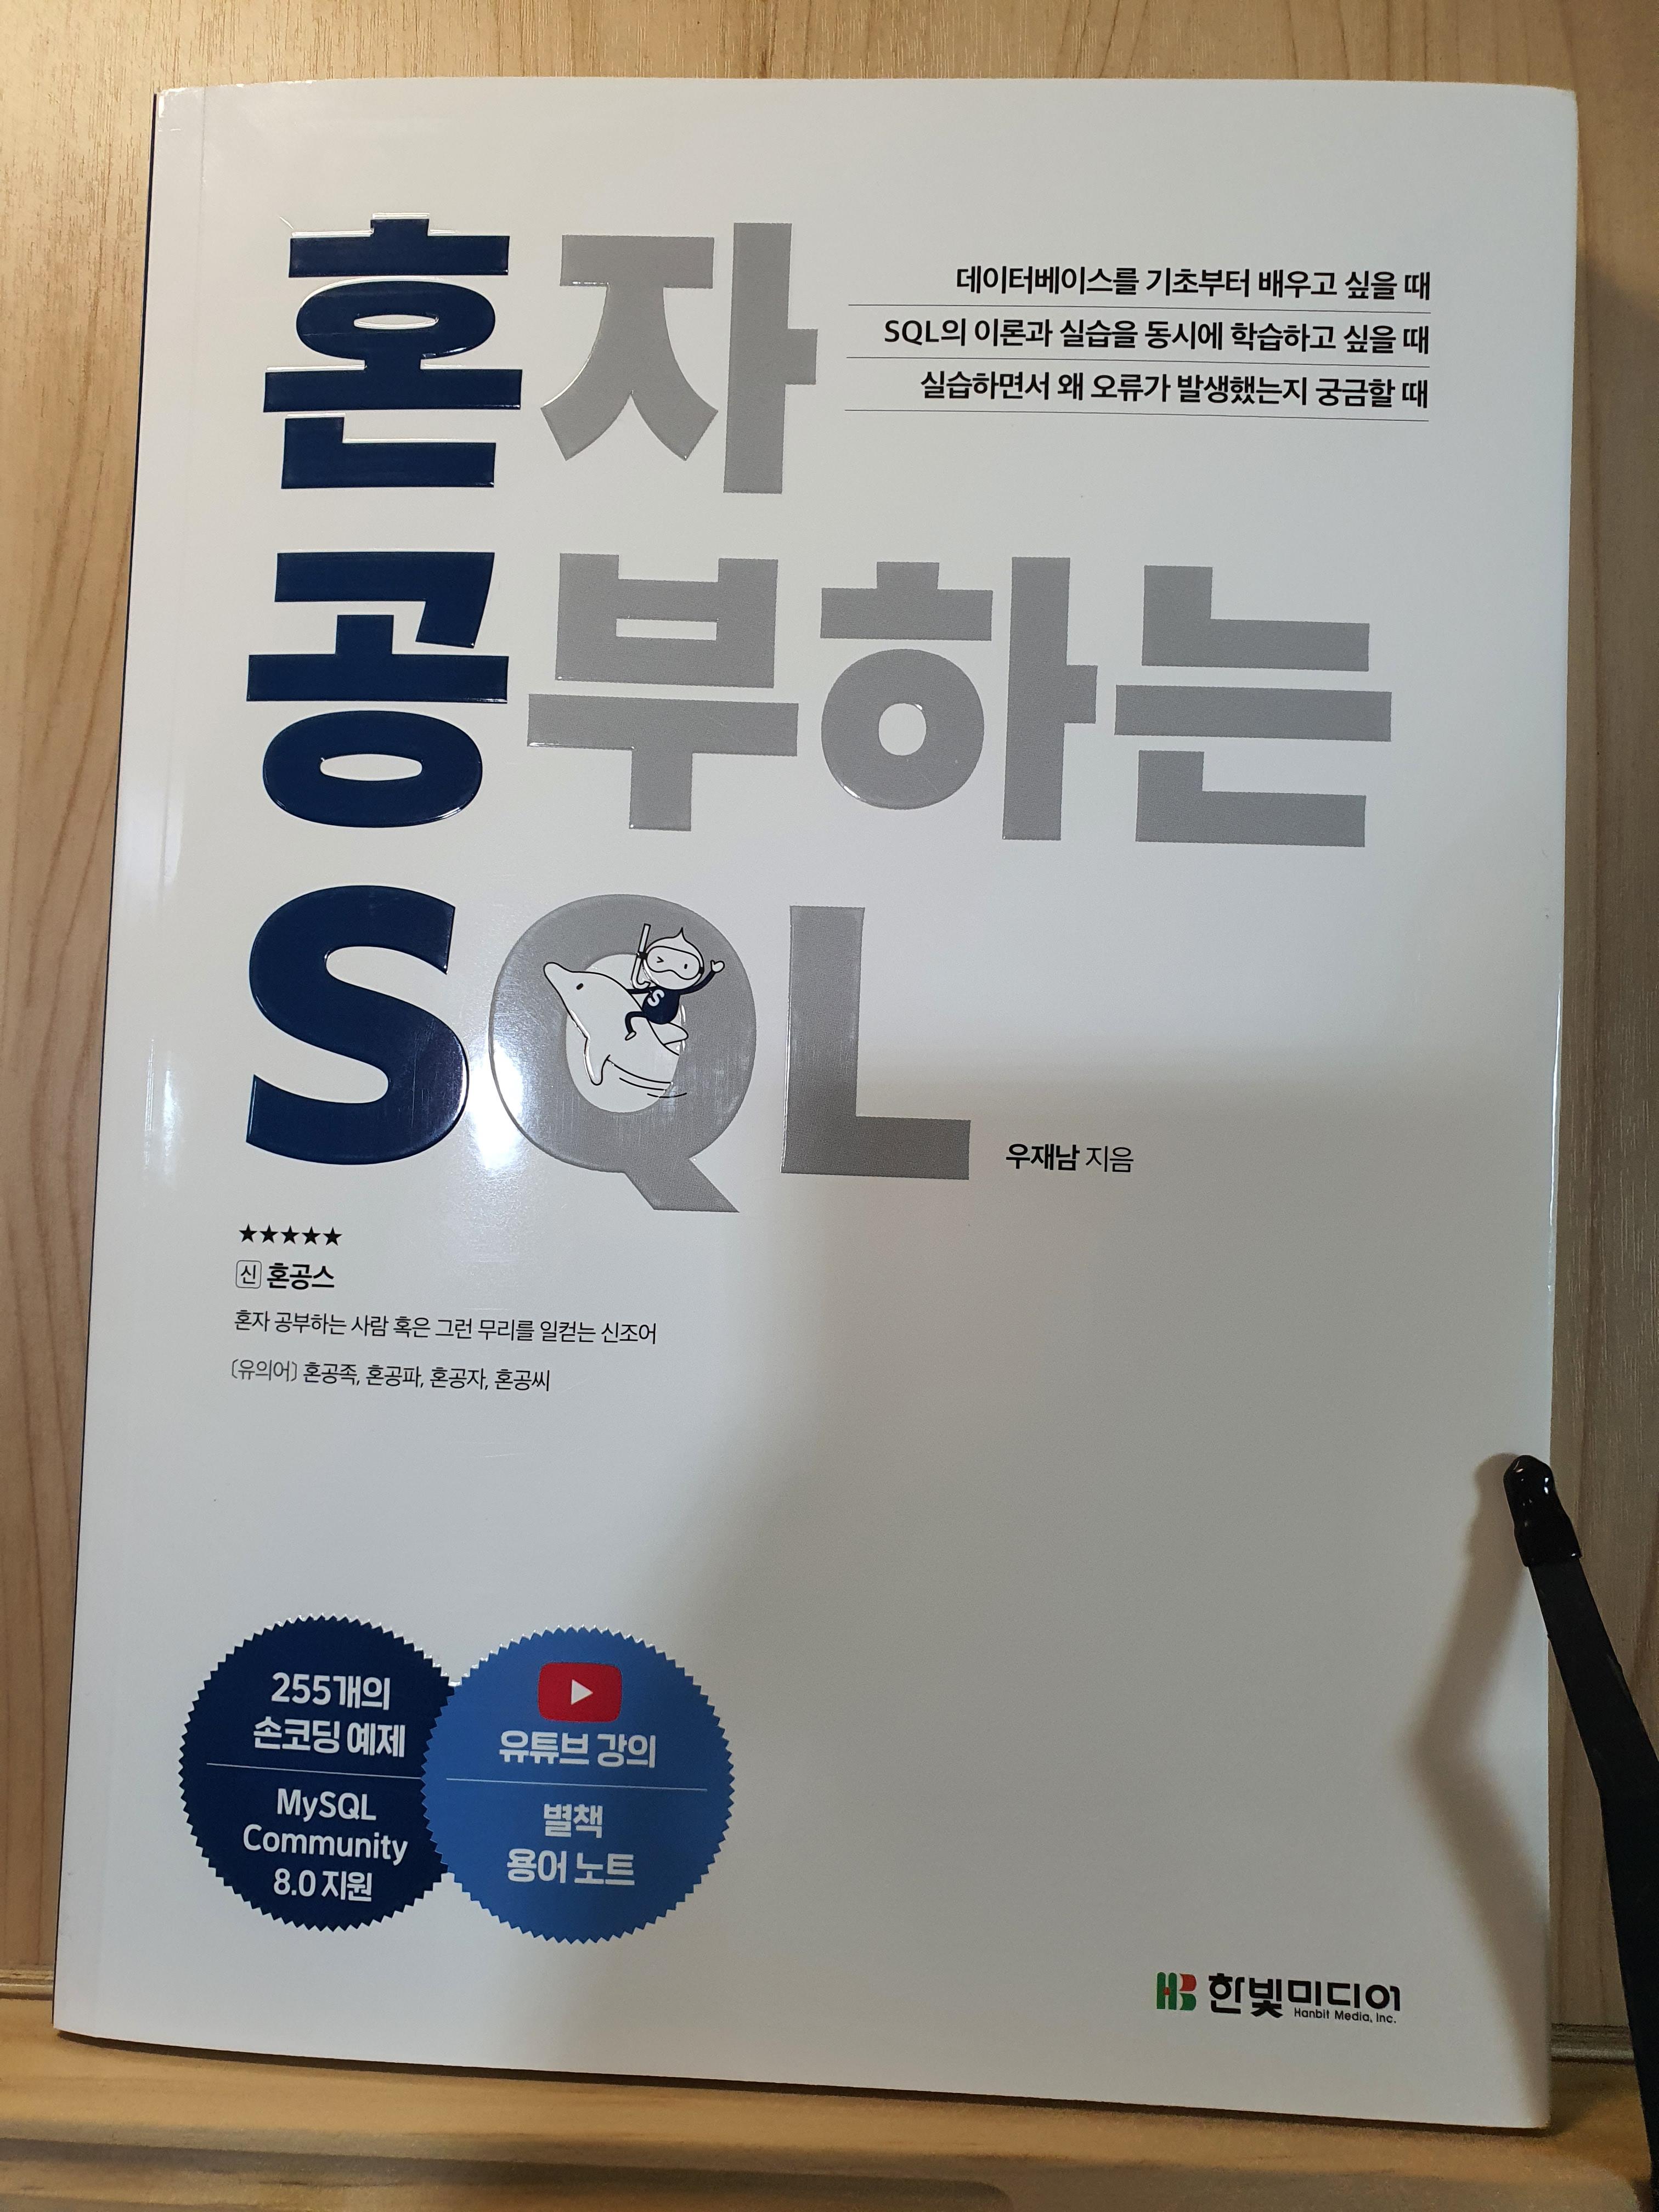 혼자
공부하는
SQL
데이터베이스를 기초부터 배우고 싶을 때
SQL의 이론과 실습을 동시에 학습하고 싶을 때
실습하면서 왜 오류가 발생했는지 궁금할 때
S
우재남 지음
★★★★★
신 혼공스
혼자 공부하는 사람 혹은 그런 무리를 일컫는 신조어
[유의어] 혼공족, 혼공파, 혼공자, 혼공씨
255개의
손코딩 예제
MySQL
Community
8.0 지원
유튜브 강의
별책
용어 노트
HB 한빛미디어
Hanbit Media, Inc.